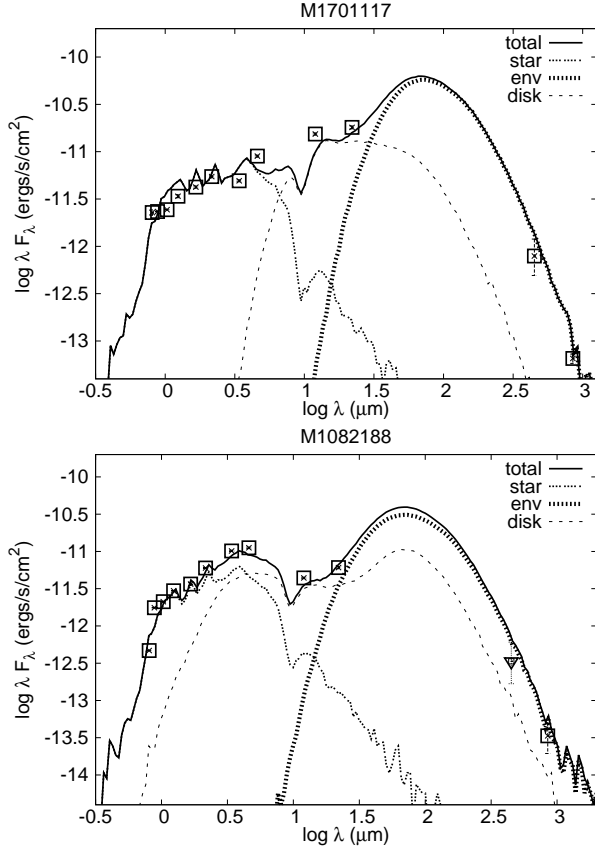 M1701117
total
star
env
disk
-10
-10.5
-11
-11.5
-12
-12.5
-13
log λ Fλ (ergs/s/cm²)
-0.5 0 0.5 1 1.5 2 2.5 3
log λ (μm)
M1082188
total
star
env
disk
-10
-10.5
-11
-11.5
-12
-12.5
-13
-13.5
-14
log λ Fλ (ergs/s/cm²)
-0.5 0 0.5 1 1.5 2 2.5 3
log λ (μm)